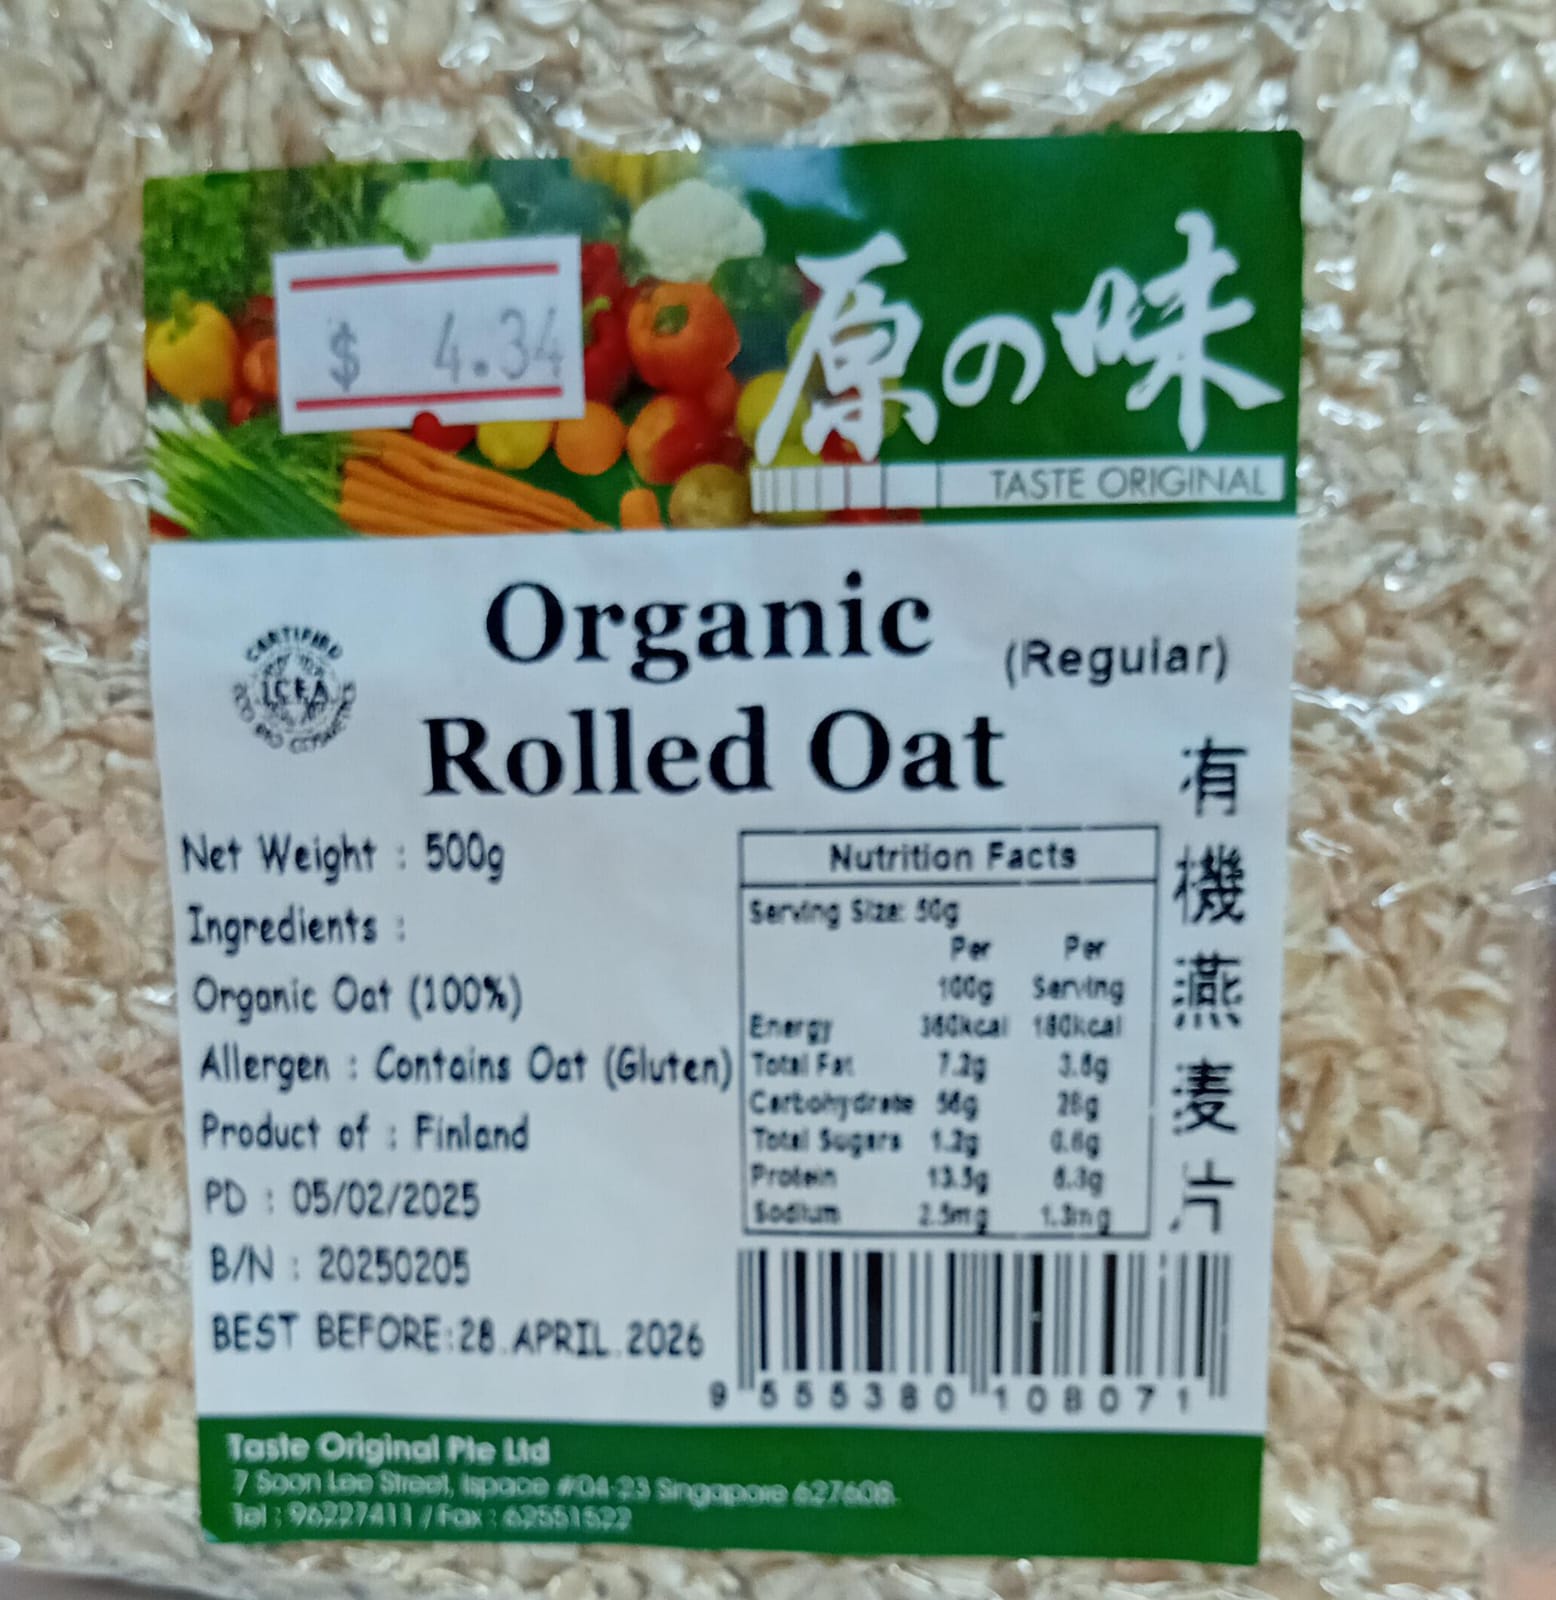 $ 4.34
原の味
TASTE ORIGINAL
Organic (Regular)
Rolled Oat
CERTIFIED
ICEA
有機燕麦片
Net Weight : 500g
Ingredients :
Organic Oat (100%)
Allergen : Contains Oat (Gluten)
Product of : Finland
PD : 05/02/2025
B/N : 20250205
BEST BEFORE:28.APRIL.2026
Nutrition Facts
Serving Size: 50g
Per Per
100g Serving
Energy 360kcal 180kcal
Total Fat 7.2g 3.6g
Carbohydrate 56g 28g
Total Sugars 1.2g 0.6g
Protein 13.5g
Sodium 2.5mg 1.3mg
9 555380 108071
Taste Original Pte Ltd
7 Soon Lee Street, Ispace #04-23 Singapore 627608.
Tel : 96227411 / Fax : 62551522